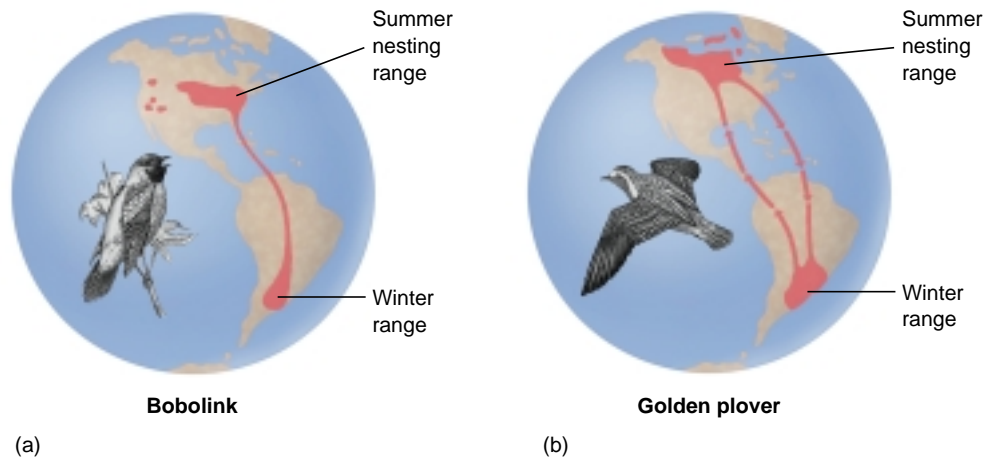 Summer
nesting
range
Winter
range
Bobolink
(a)
Summer
nesting
range
Winter
range
Golden plover
(b)